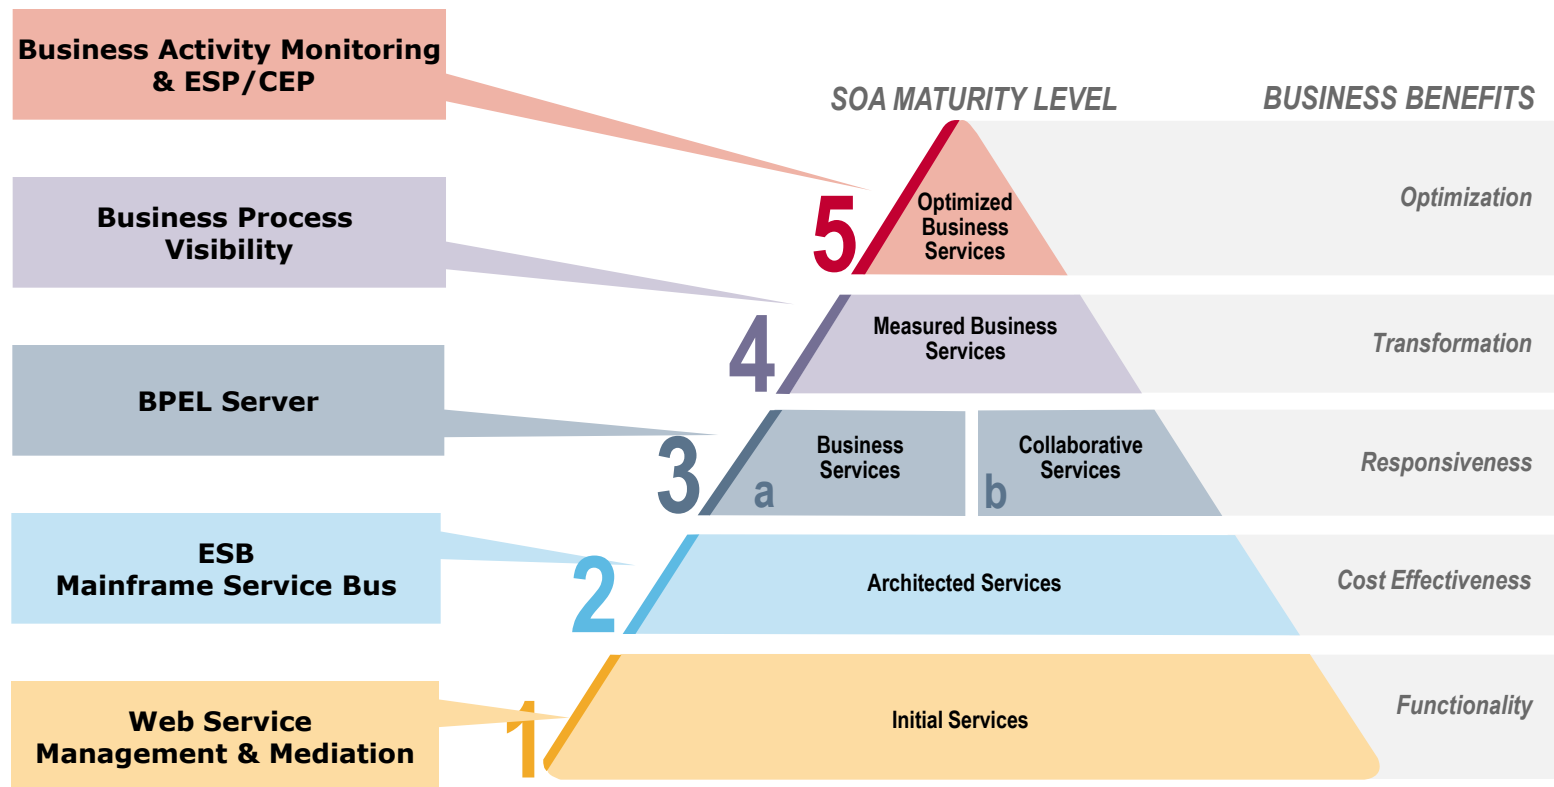 Business Activity Monitoring
& ESP/CEP
SOA MATURITY LEVEL
BUSINESS BENEFITS
5
Optimized
Business
Services
Optimization
Business Process
Visibility
4
Measured Business
Services
Transformation
BPEL Server
3
a
Business
Services
b
Collaborative
Services
Responsiveness
ESB
Mainframe Service Bus
2
Architected Services
Cost Effectiveness
Web Service
Management & Mediation
1
Initial Services
Functionality